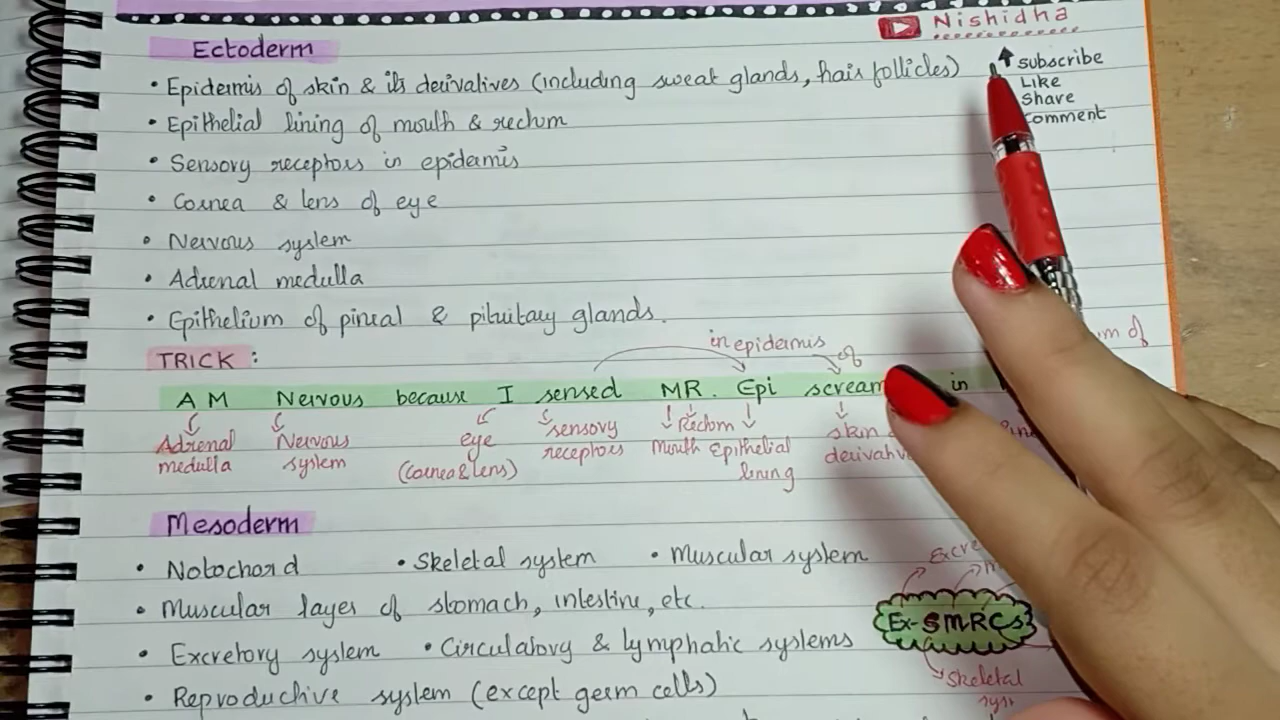 Nishidha
Subscribe
Like
Share
Comment
Ectoderm
• Epidermis of skin & its derivatives (including sweat glands, hair follicles)
• Epithelial lining of mouth & rectum
• Sensory receptors in epidermis
• Cornea & lens of eye
• Nervous system
• Adrenal medulla
• Epithelium of pineal & pituitary glands.
TRICK :
in epidermis of
AM Nervous because I sensed MR. Epi scream in
Adrenal medulla
Nervous system
eye (cornea & lens)
sensory receptors
Rectum
Mouth
Epithelial lining
skin
Mesoderm
• Notochord • Skeletal system • Muscular system
• Muscular layers of stomach, intestine, etc.
• Excretory system • Circulatory & lymphatic systems
• Reproductive system (except germ cells)
Ex-SMRCs
Skeletal